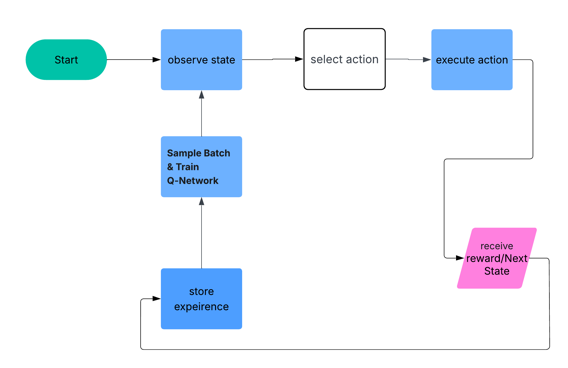 Start
observe state
select action
execute action
Sample Batch
& Train
Q-Network
receive
reward/Next
State
store
expeirence